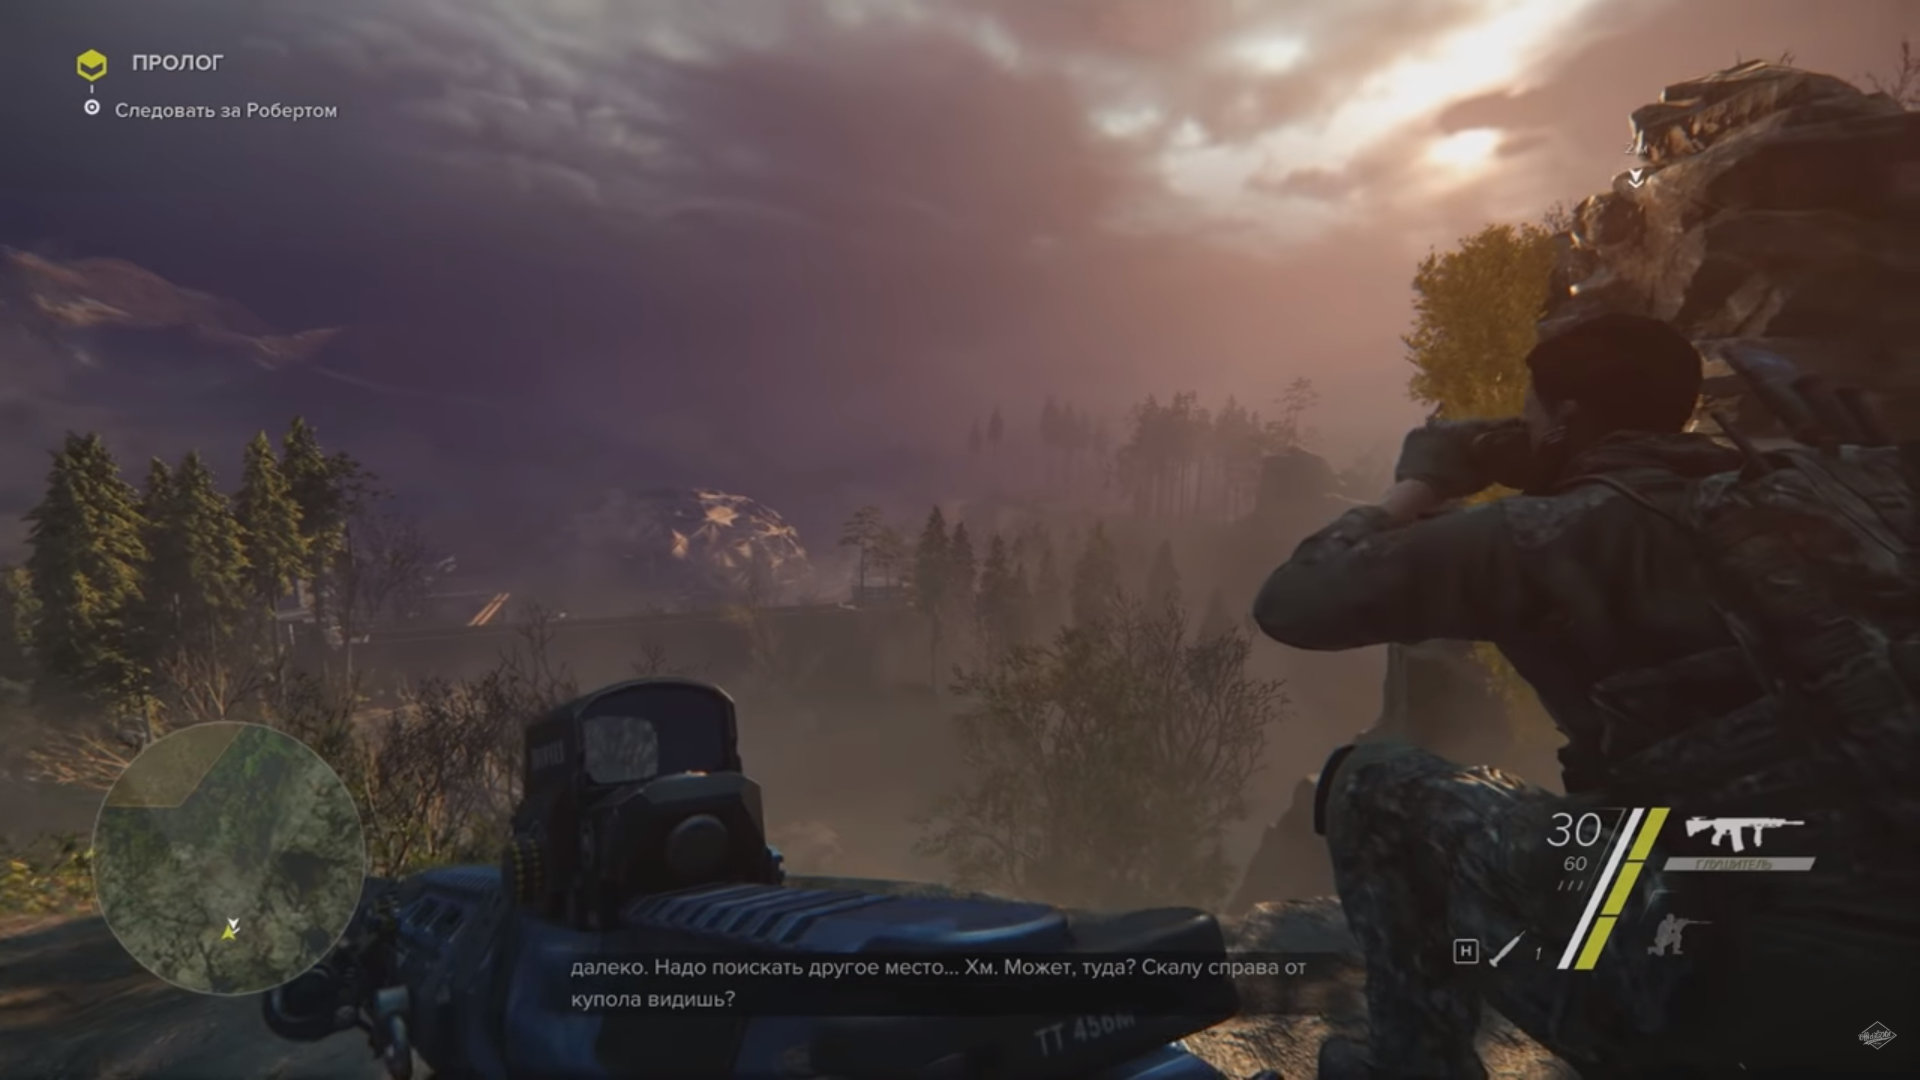 ПРОЛОГ
Следовать за Робертом
30
60
ГЛУШИТЕЛЬ
H
1
далеко. Надо поискать другое место... Хм. Может, туда? Скалу справа от
купола видишь?
TT 456M